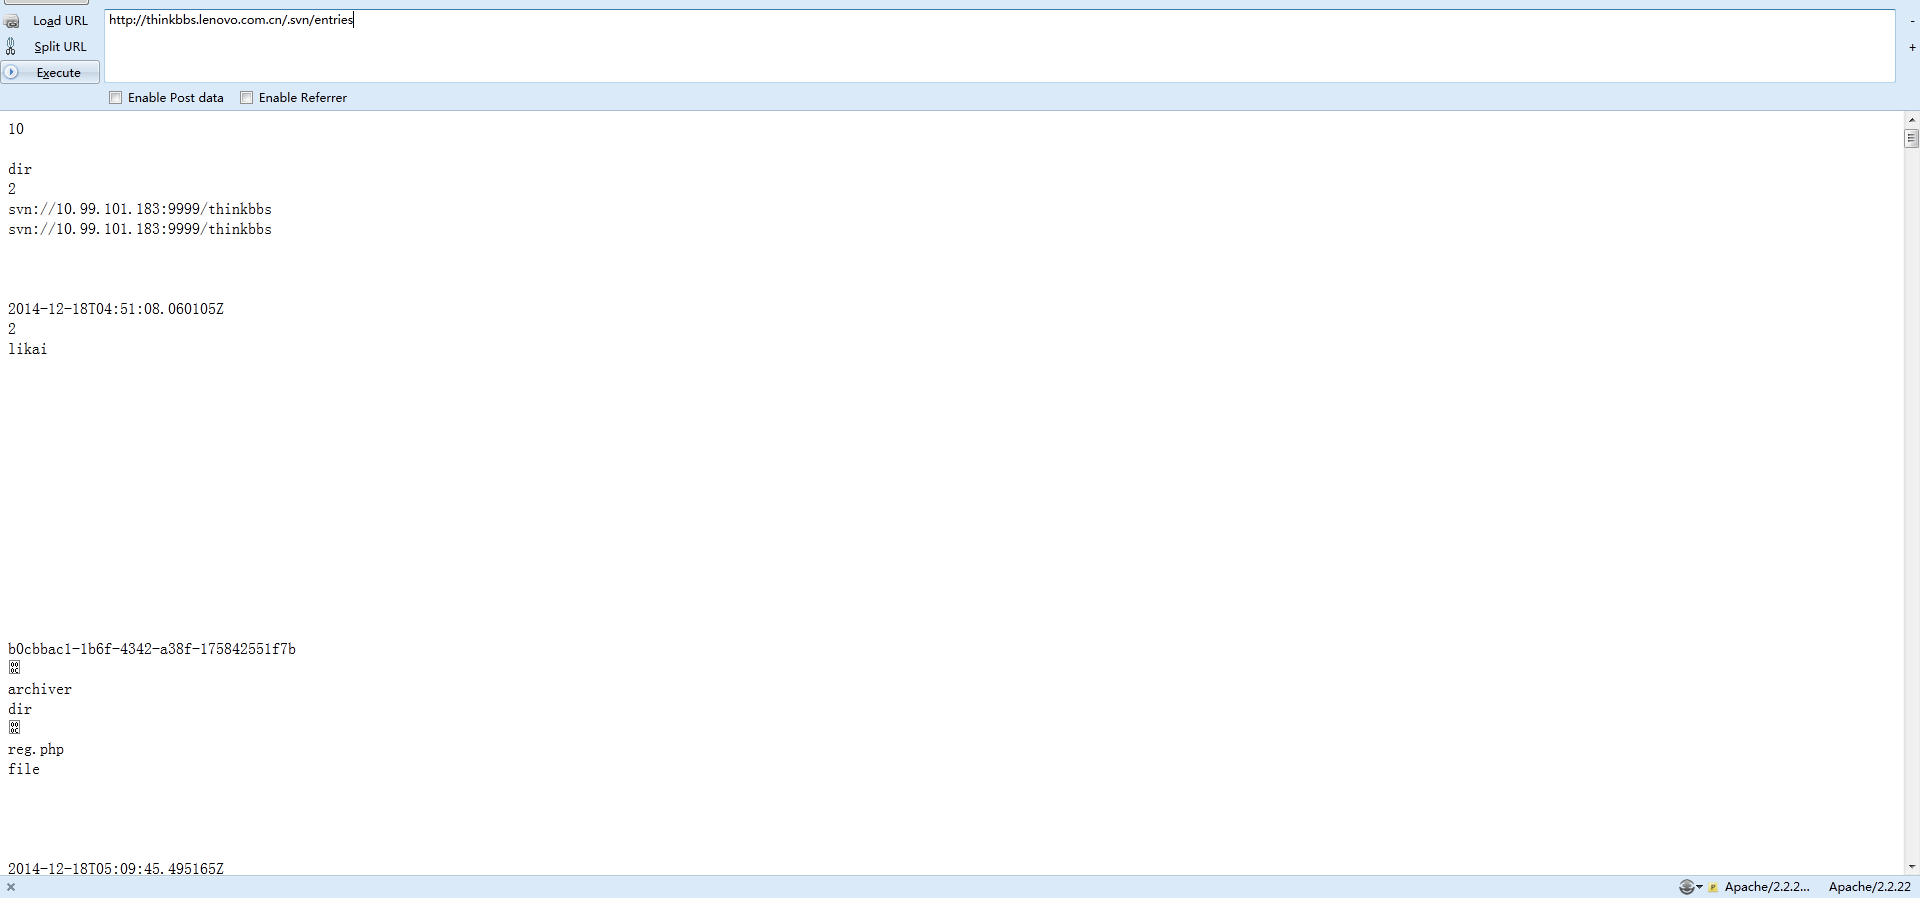 Load URL
http://thinkbbs.lenovo.com.cn/.svn/entries
-
Split URL
+
Execute
Enable Post data
Enable Referrer
10
dir
2
svn://10.99.101.183:9999/thinkbbs
svn://10.99.101.183:9999/thinkbbs
2014-12-18T04:51:08.060105Z
2
likai
b0cbbac1-1b6f-4342-a38f-175842551f7b
archiver
dir
reg.php
file
2014-12-18T05:09:45.495165Z
Apache/2.2.2...
Apache/2.2.22